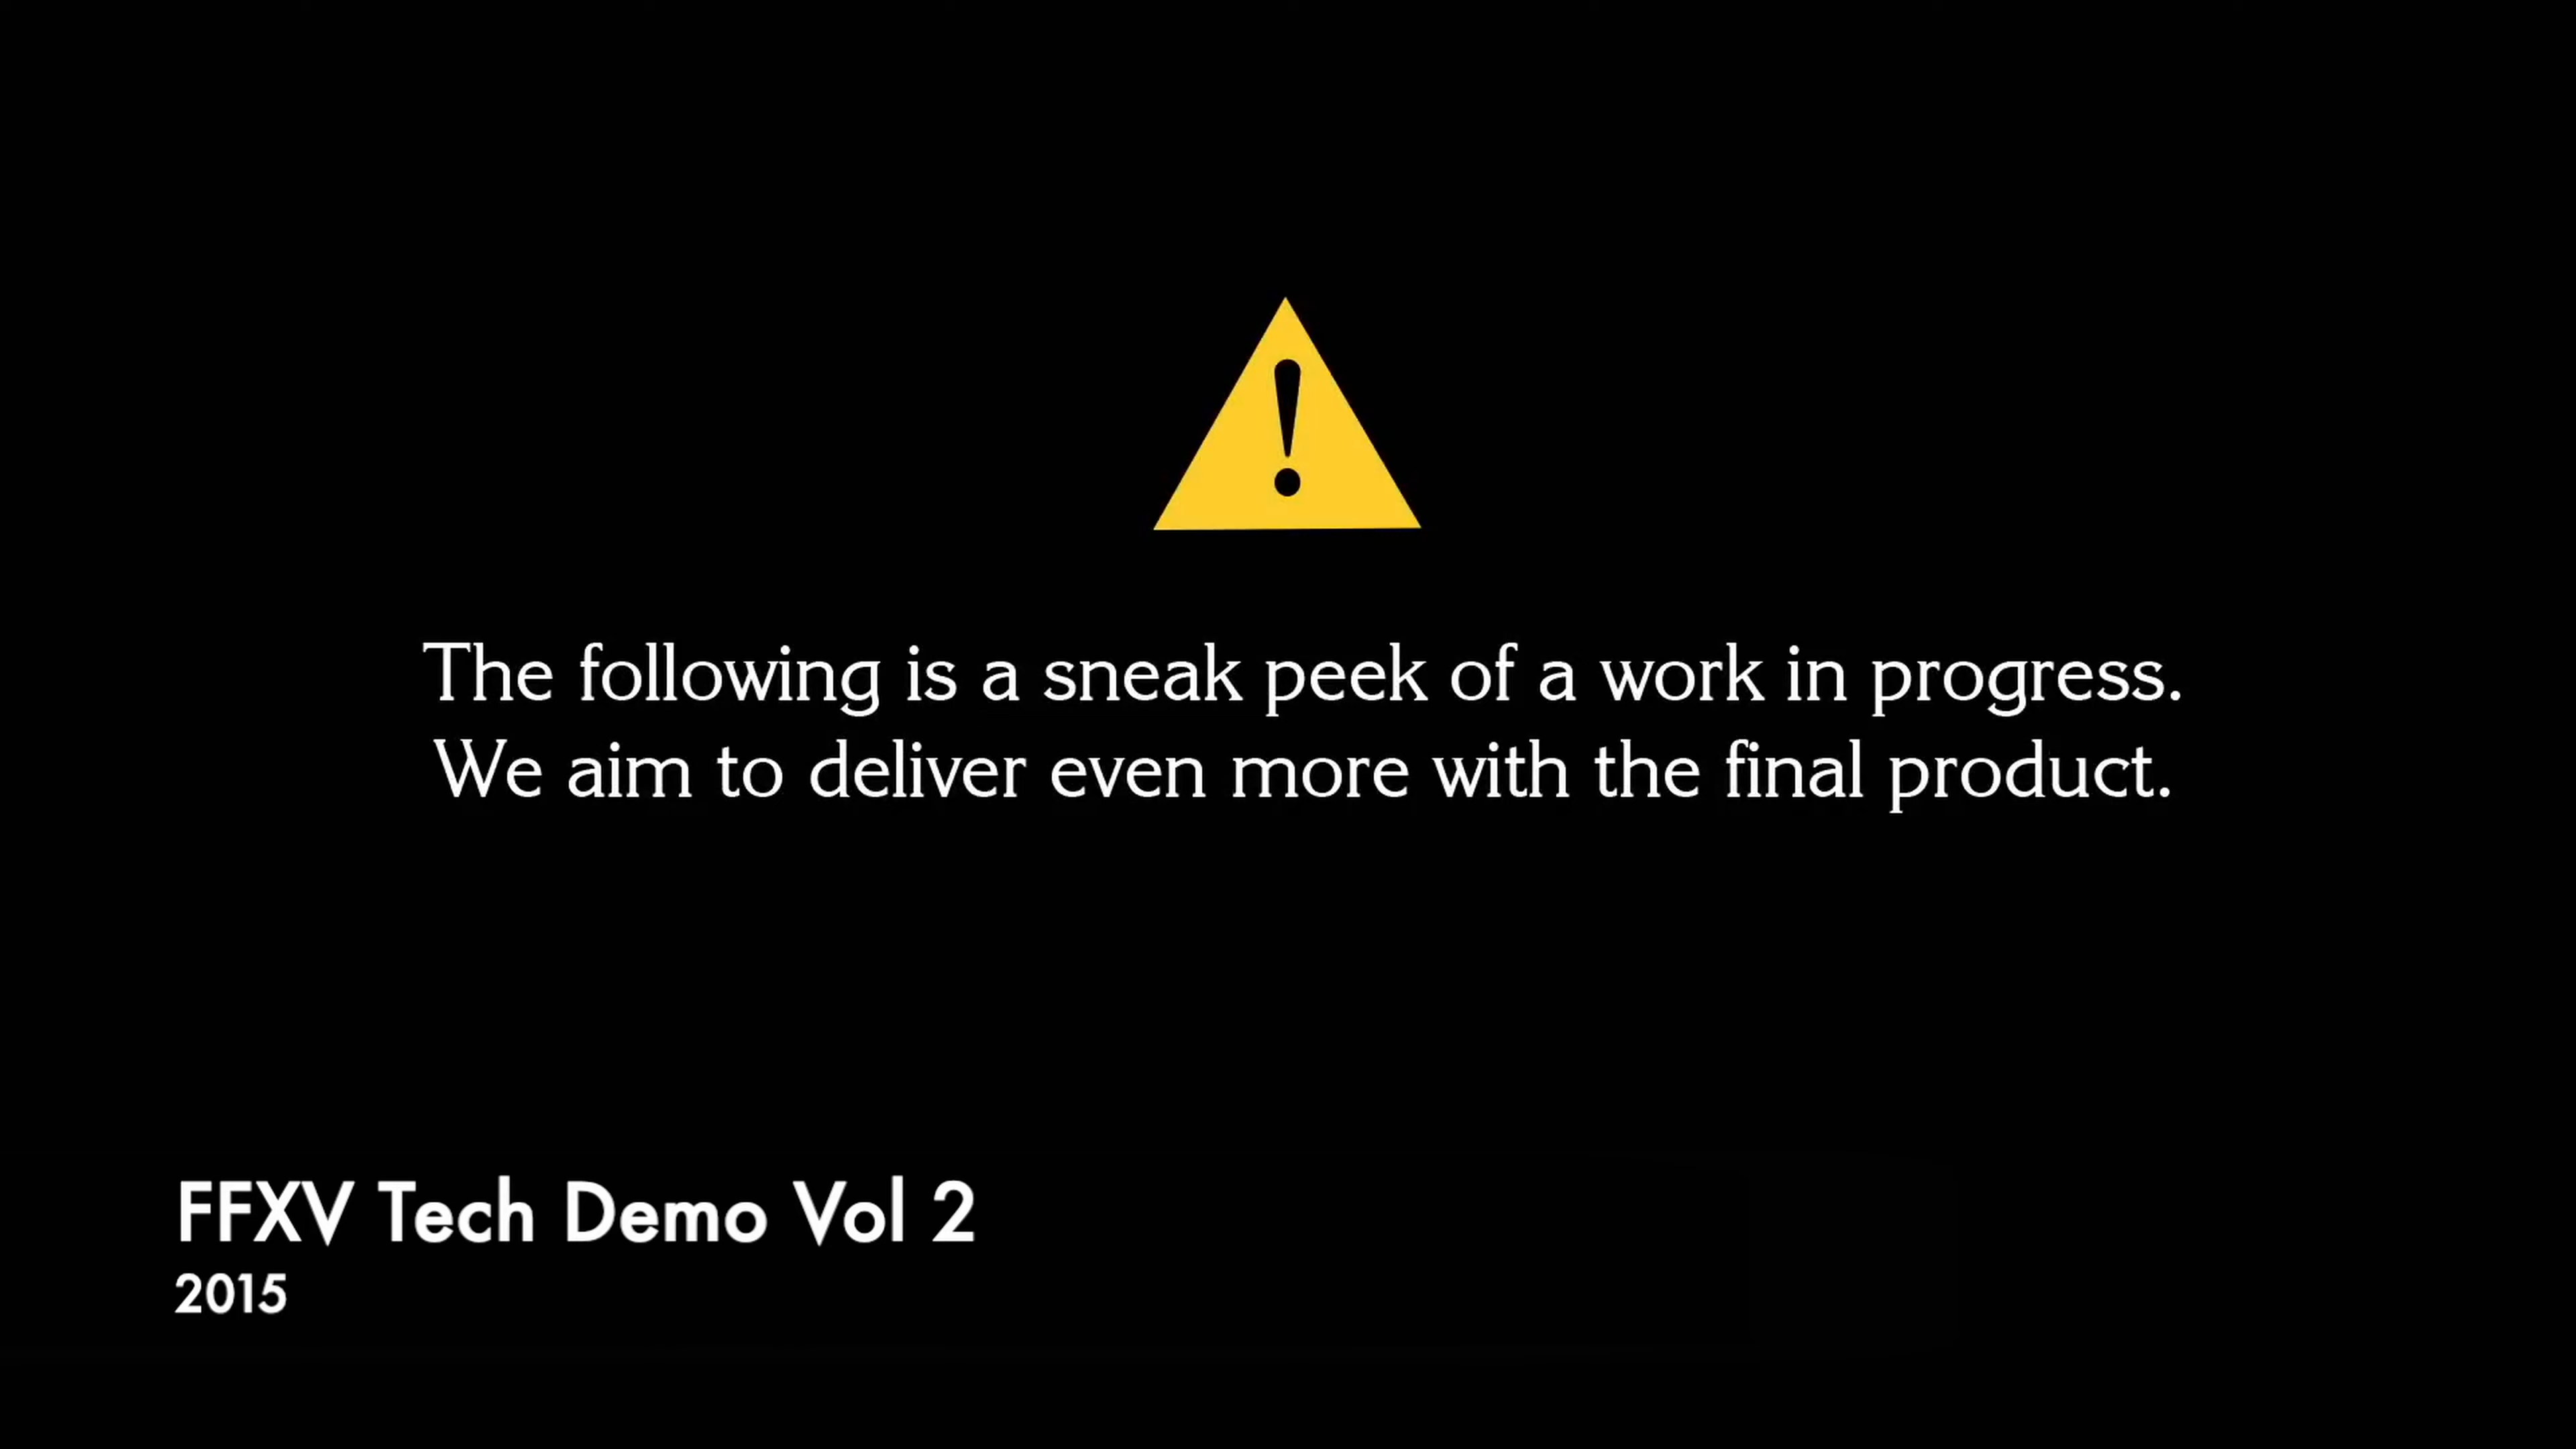 !
The following is a sneak peek of a work in progress.
We aim to deliver even more with the final product.
FFXV Tech Demo Vol 2
2015